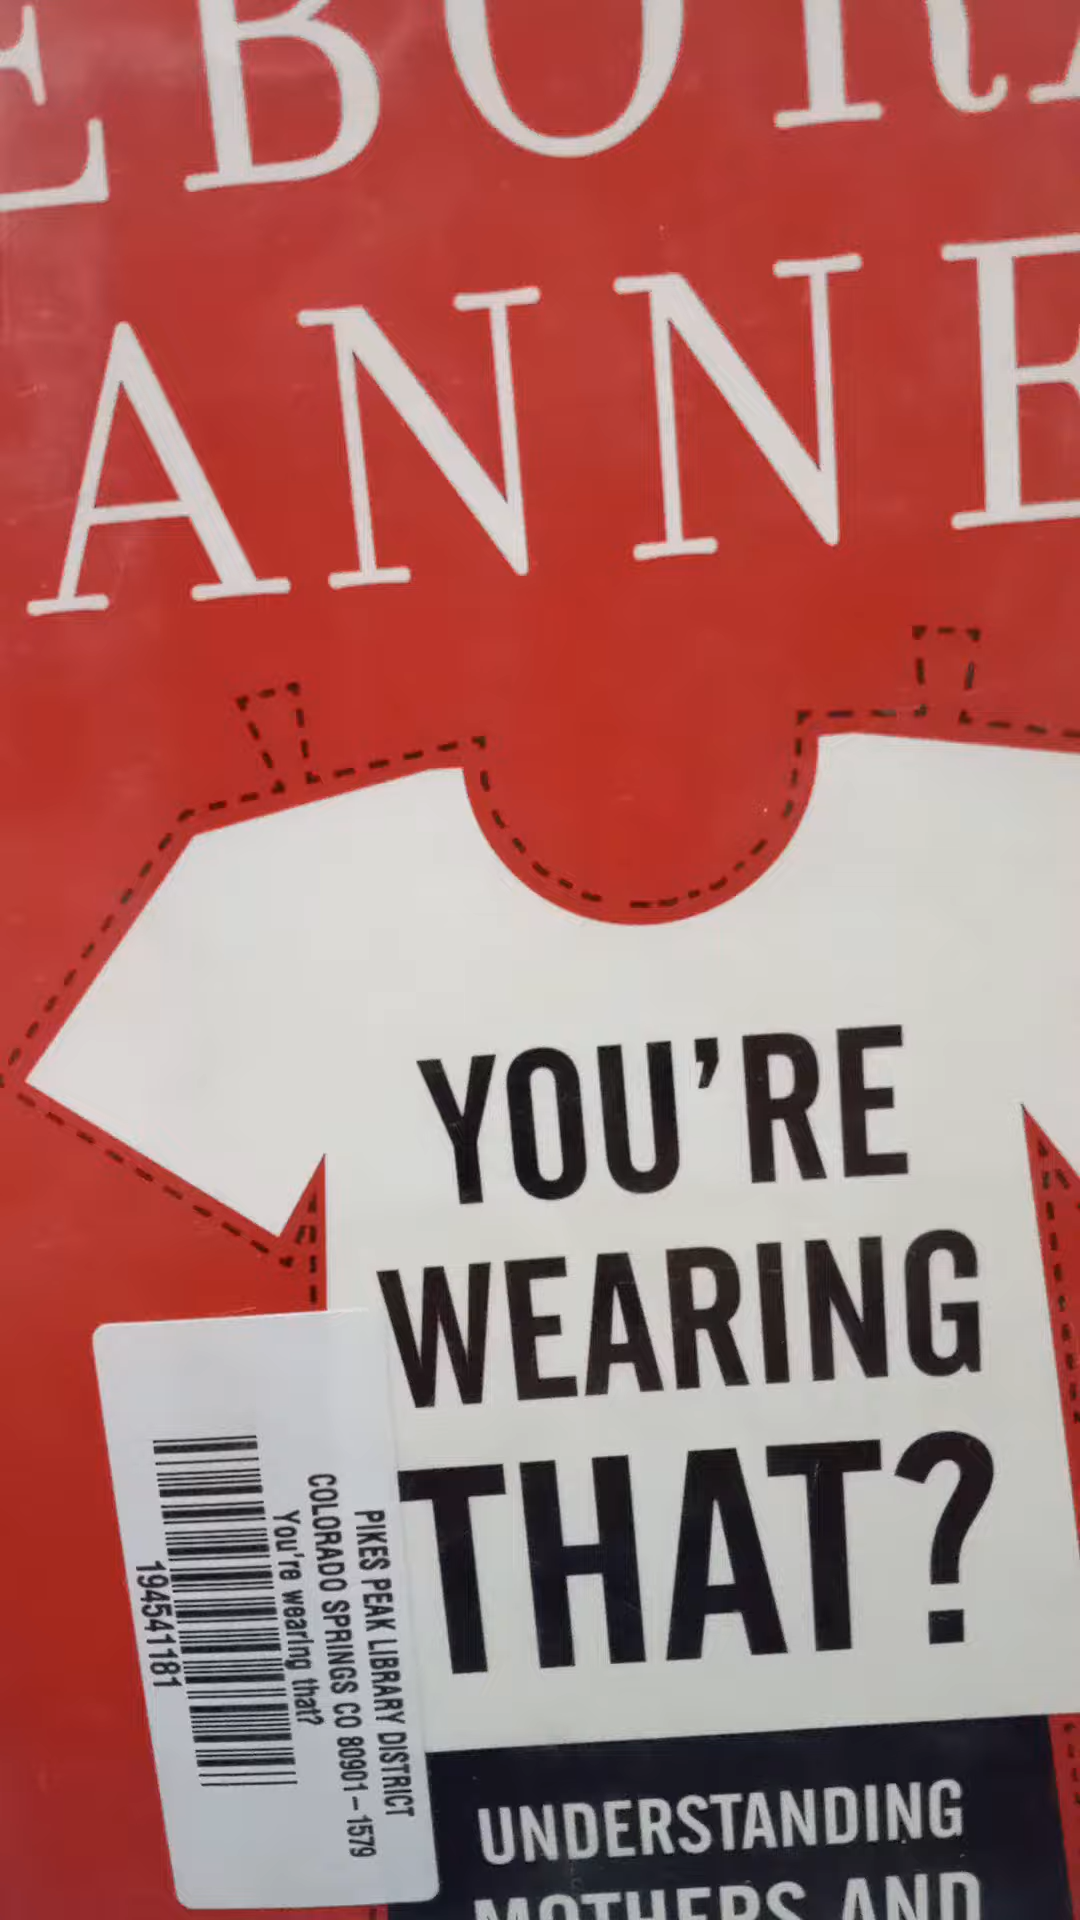 EBORA
ANNE
YOU'RE
WEARING
THAT?
UNDERSTANDING
MOTHERS AND
PIKES PEAK LIBRARY DISTRICT
COLORADO SPRINGS CO 80901-1579
You're wearing that?
194541181